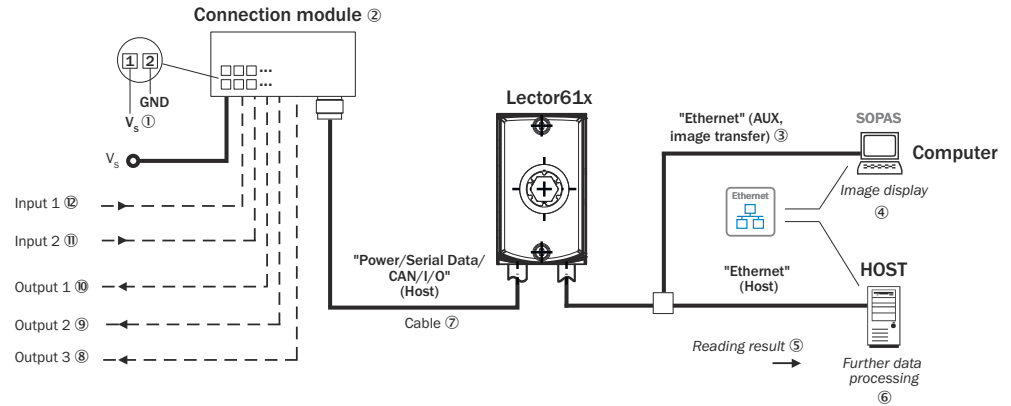 Connection module ②
1 2
GND
Vs ①
Vs
Input 1 ⑫
Input 2 ⑪
Output 1 ⑩
Output 2 ⑨
Output 3 ⑧
Lector61x
"Power/Serial Data/
CAN/I/O"
(Host)
Cable ⑦
"Ethernet" (AUX,
image transfer) ③
SOPAS
Computer
Image display
④
Ethernet
"Ethernet"
(Host)
HOST
Reading result ⑤
Further data
processing
⑥